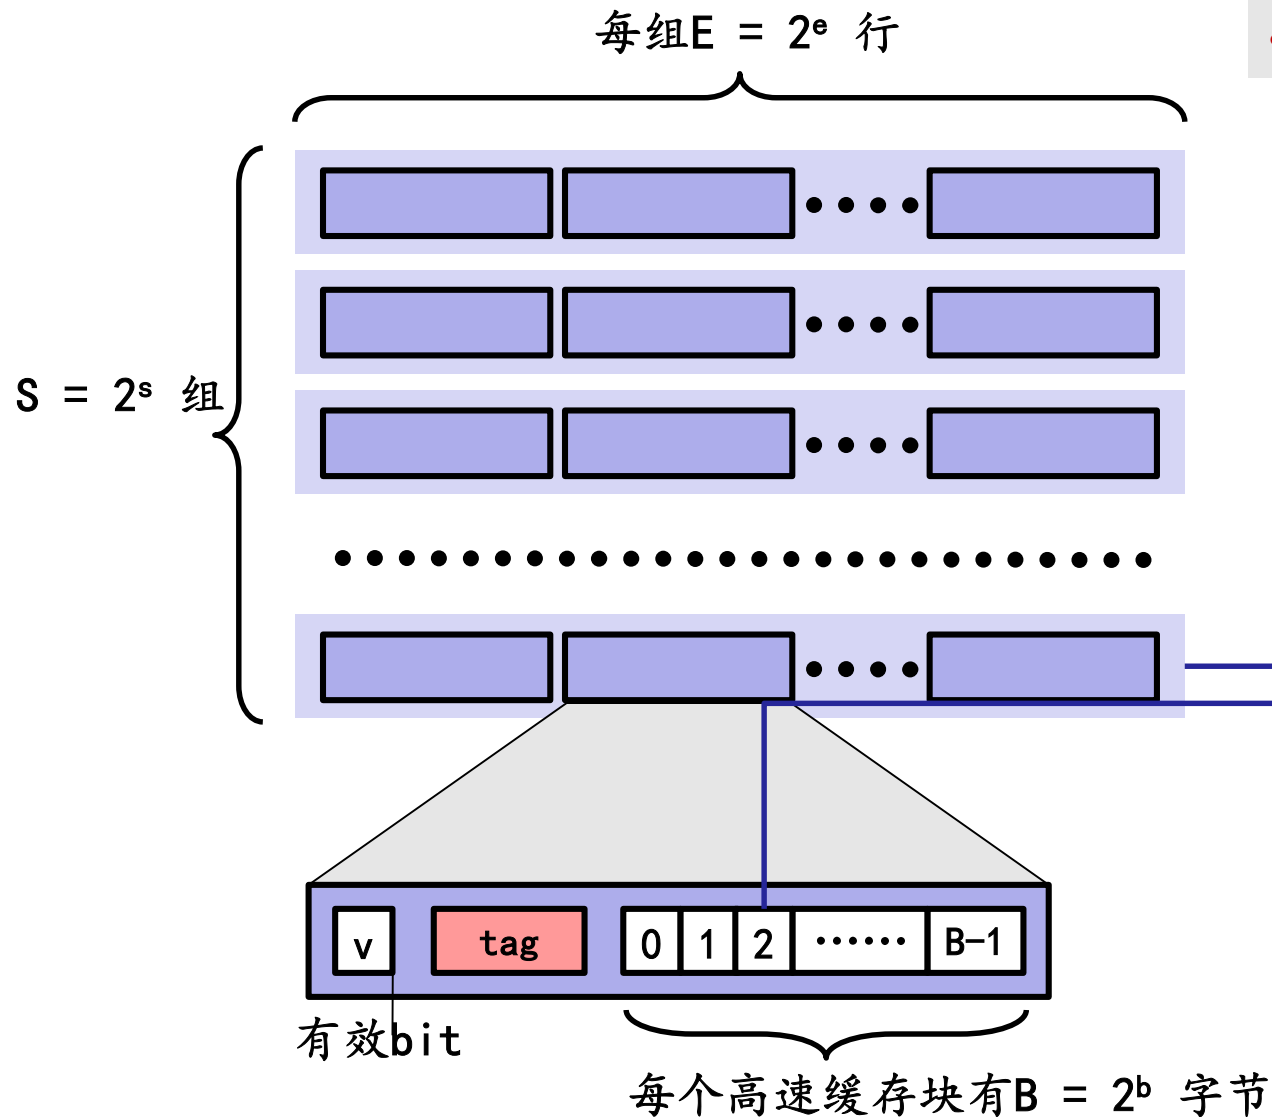 每组E = 2ᵉ 行
S = 2ˢ 组
v tag 0 1 2 ...... B-1
有效bit
每个高速缓存块有B = 2ᵇ 字节